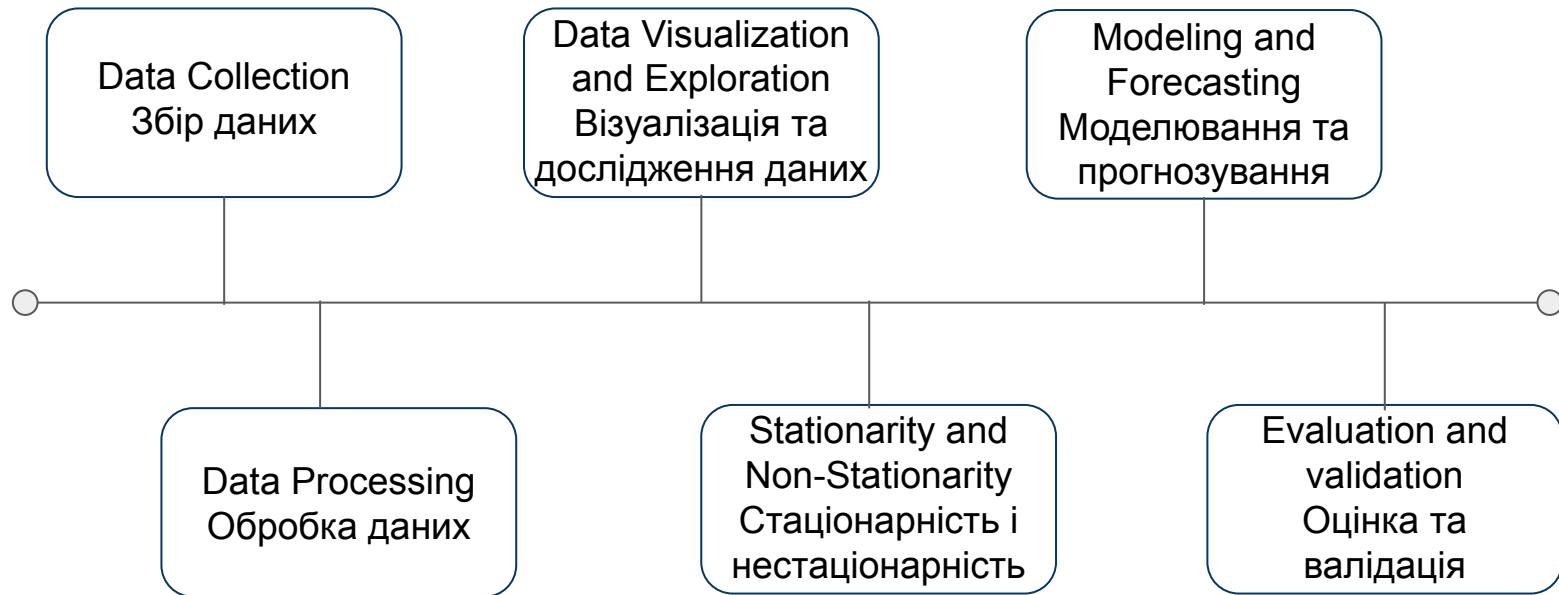 Data Collection
Збір даних
Data Visualization
and Exploration
Візуалізація та
дослідження даних
Modeling and
Forecasting
Моделювання та
прогнозування
Data Processing
Обробка даних
Stationarity and
Non-Stationarity
Стаціонарність і
нестаціонарність
Evaluation and
validation
Оцінка та
валідація